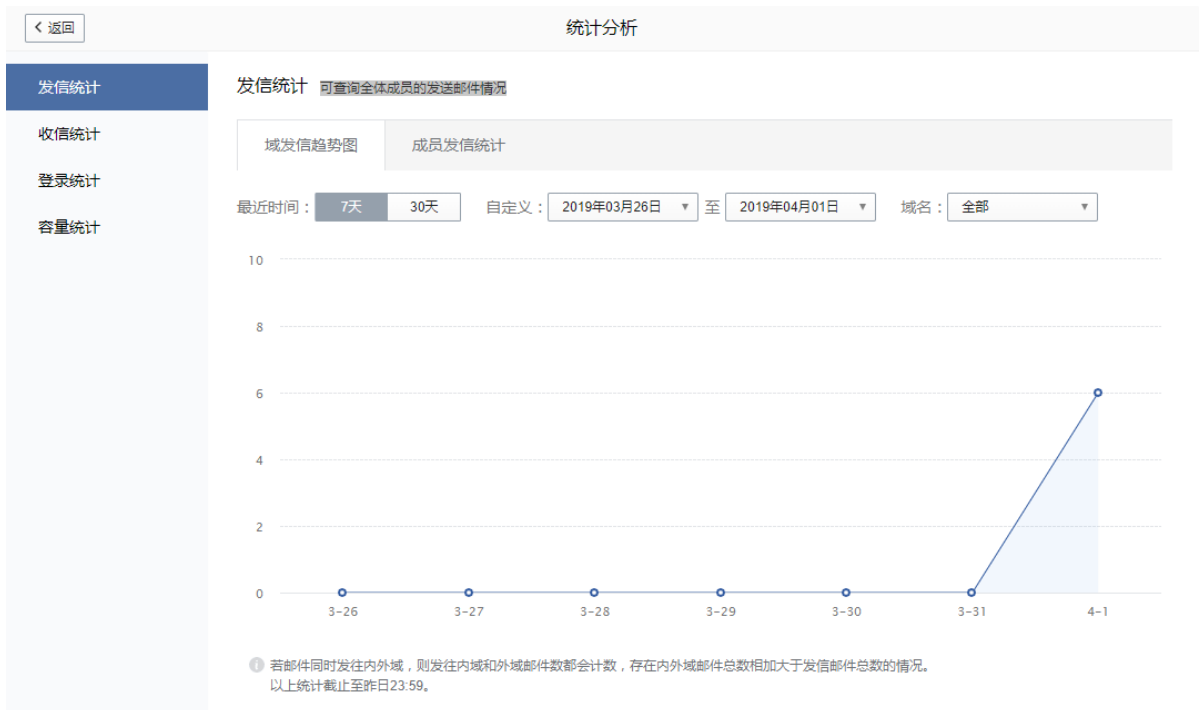 返回
统计分析
发信统计
收信统计
登录统计
容量统计
发信统计 可查询全体成员的发送邮件情况
域发信趋势图 成员发信统计
最近时间： 7天 30天 自定义： 2019年03月26日 至 2019年04月01日 域名： 全部
10
8
6
4
2
0
3-26 3-27 3-28 3-29 3-30 3-31 4-1
若邮件同时发往内外域，则发往内域和外域邮件数都会计数，存在内外域邮件总数相加大于发信邮件总数的情况。
以上统计截止至昨日23:59。